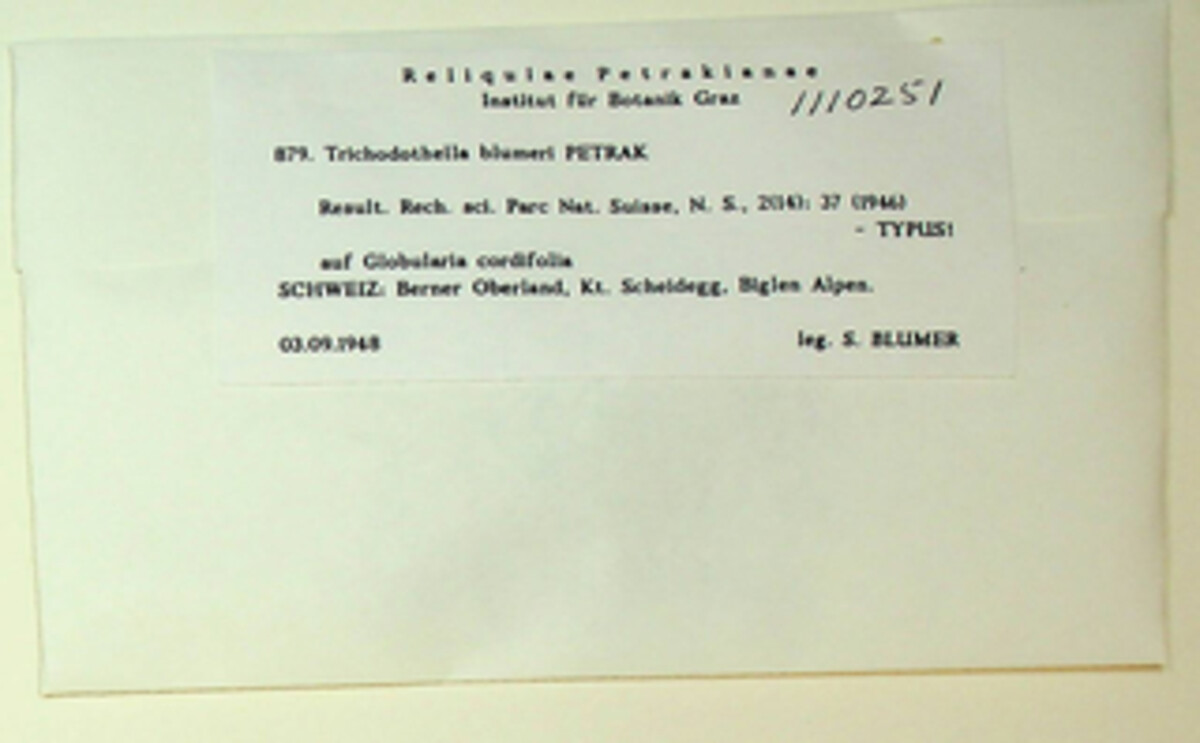 Reliquiae Petrakianae
Institut für Botanik Graz 1110251
879. Trichodothella blumeri PETRAK
Result. Rech. sci. Parc Nat. Suisse, N. S., 2(14): 37 (1946)
- TYPUS!
auf Globularia cordifolia
SCHWEIZ: Berner Oberland, Kt. Scheidegg, Biglen Alpen.
03.09.1948
leg. S. BLUMER